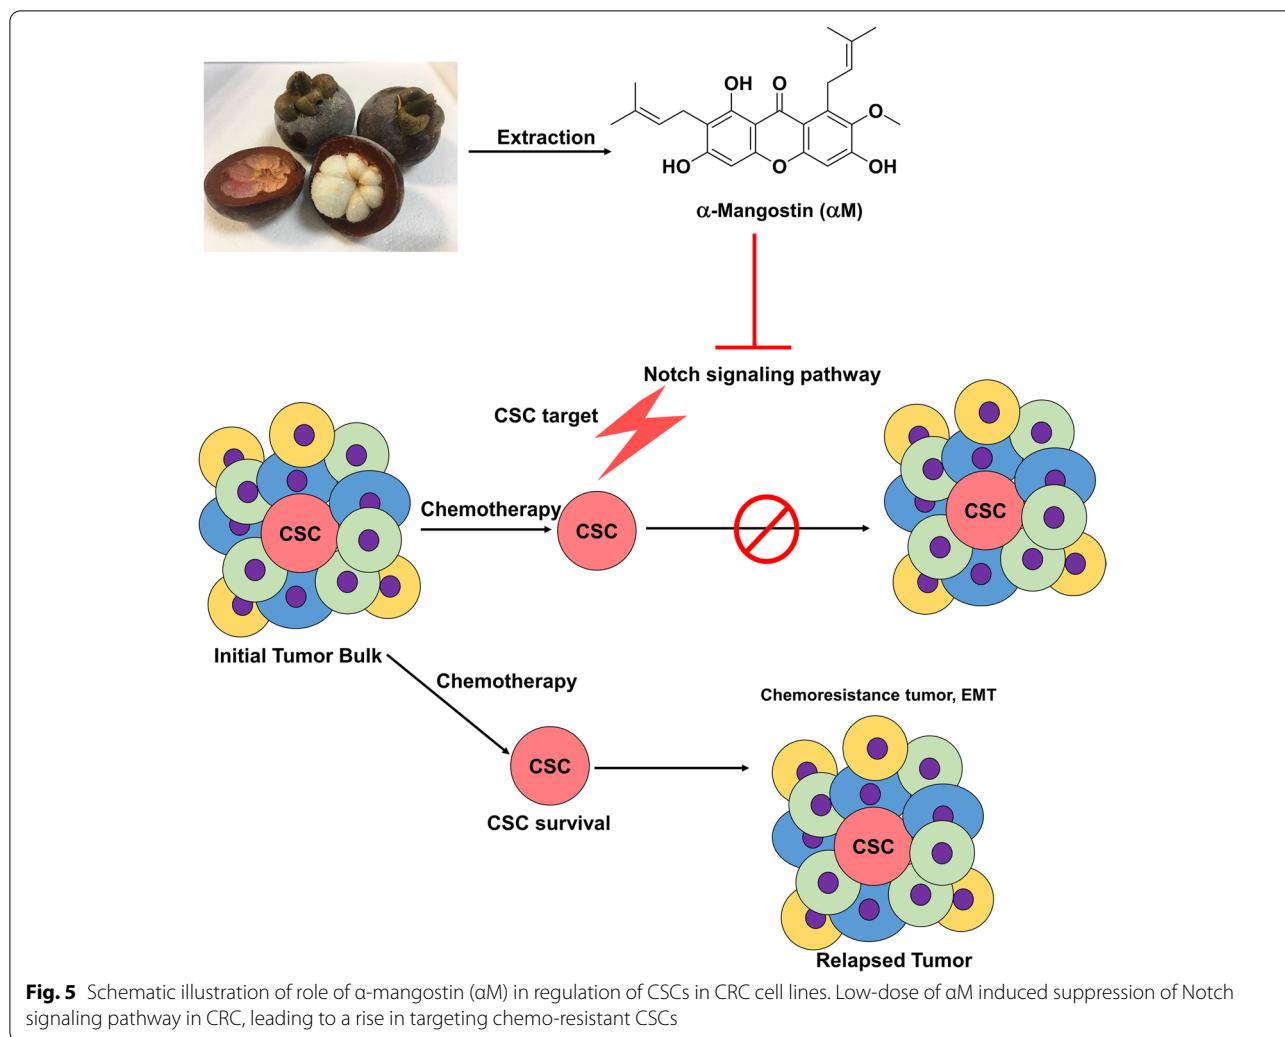 OH
O
O
HO
O
OH
Extraction
α-Mangostin (αM)
Notch signaling pathway
CSC target
CSC
Chemotherapy
CSC
CSC
Initial Tumor Bulk
Chemotherapy
Chemoresistance tumor, EMT
CSC
CSC survival
CSC
Relapsed Tumor
Fig. 5 Schematic illustration of role of α-mangostin (αM) in regulation of CSCs in CRC cell lines. Low-dose of αM induced suppression of Notch
signaling pathway in CRC, leading to a rise in targeting chemo-resistant CSCs